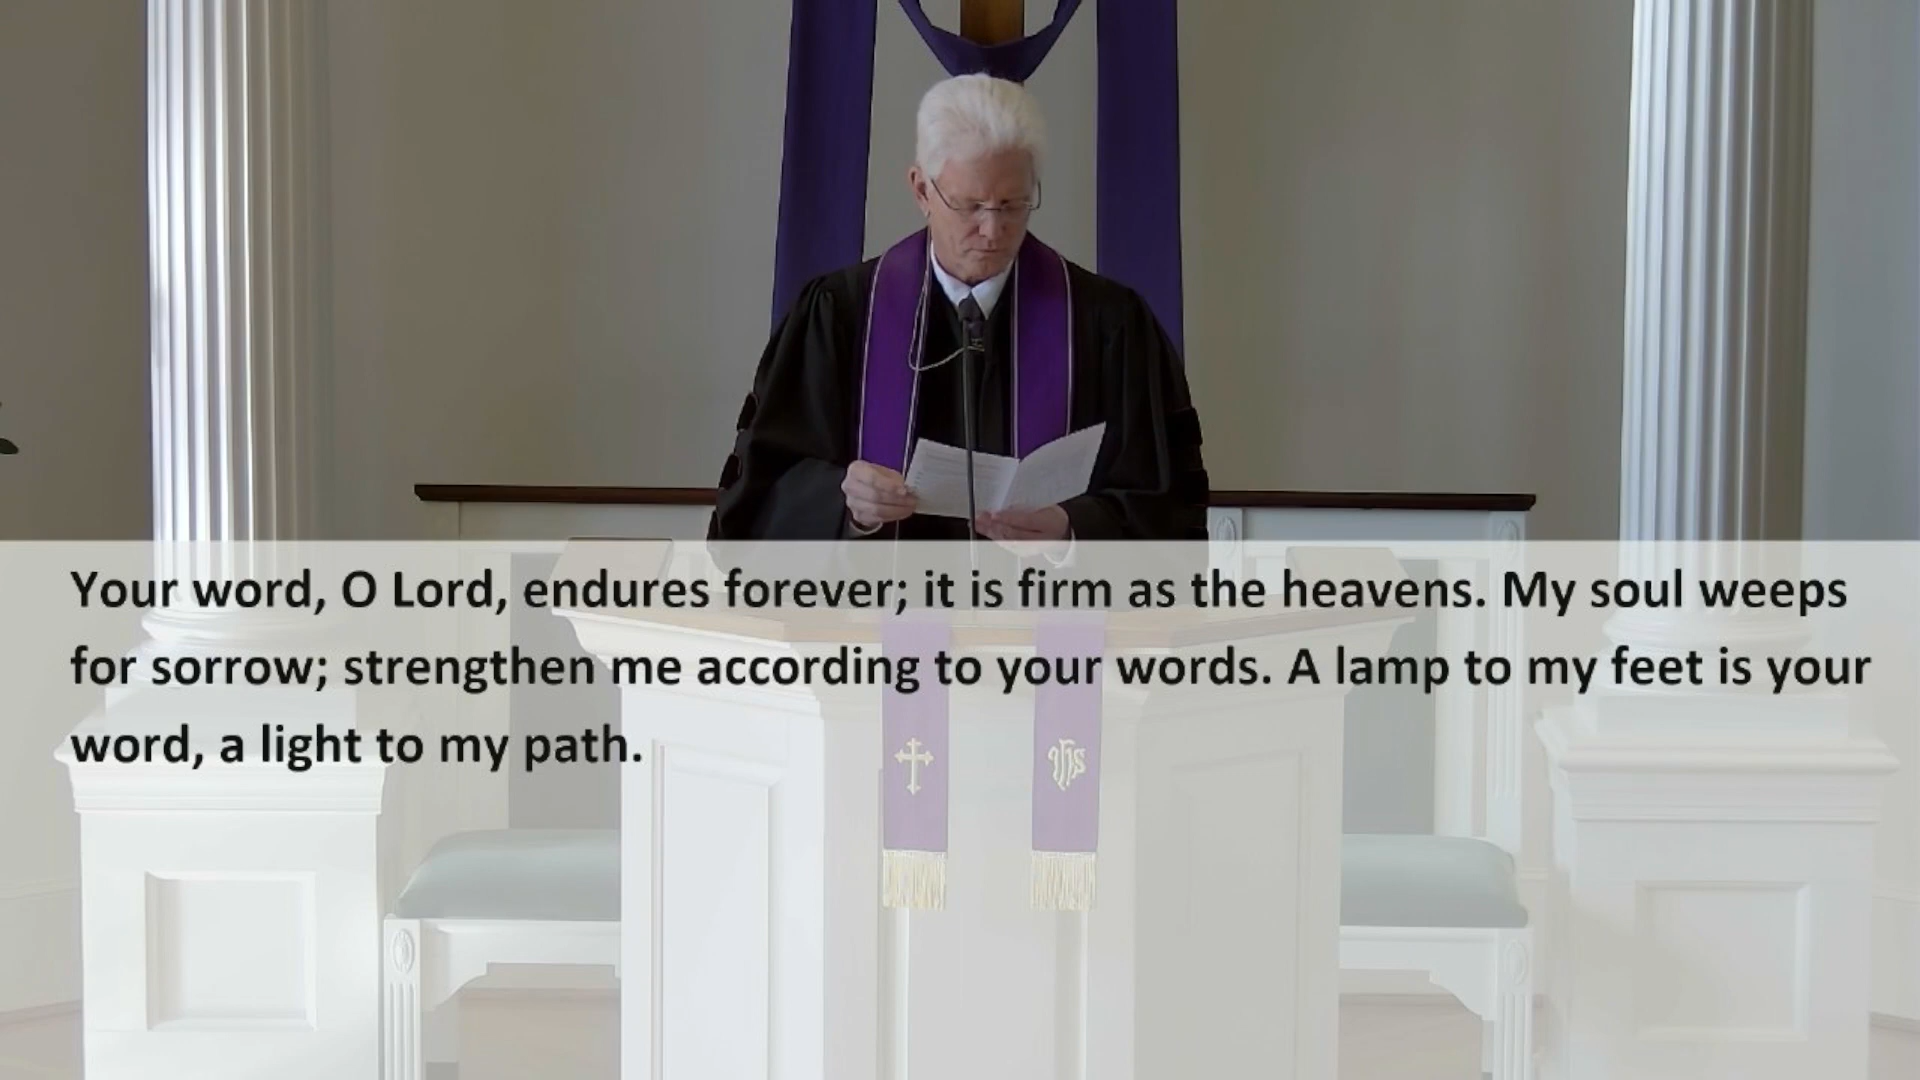 Your word, O Lord, endures forever; it is firm as the heavens. My soul weeps
for sorrow; strengthen me according to your words. A lamp to my feet is your
word, a light to my path.
IHS